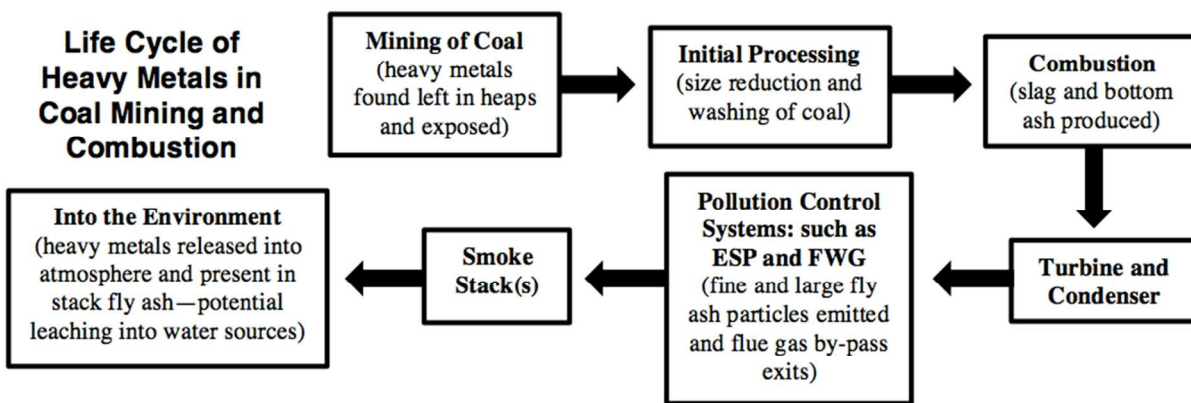 Life Cycle of
Heavy Metals in
Coal Mining and
Combustion
Mining of Coal
(heavy metals
found left in heaps
and exposed)
Initial Processing
(size reduction and
washing of coal)
Combustion
(slag and bottom
ash produced)
Turbine and
Condenser
Pollution Control
Systems: such as
ESP and FWG
(fine and large fly
ash particles emitted
and flue gas by-pass
exits)
Smoke
Stack(s)
Into the Environment
(heavy metals released into
atmosphere and present in
stack fly ash—potential
leaching into water sources)